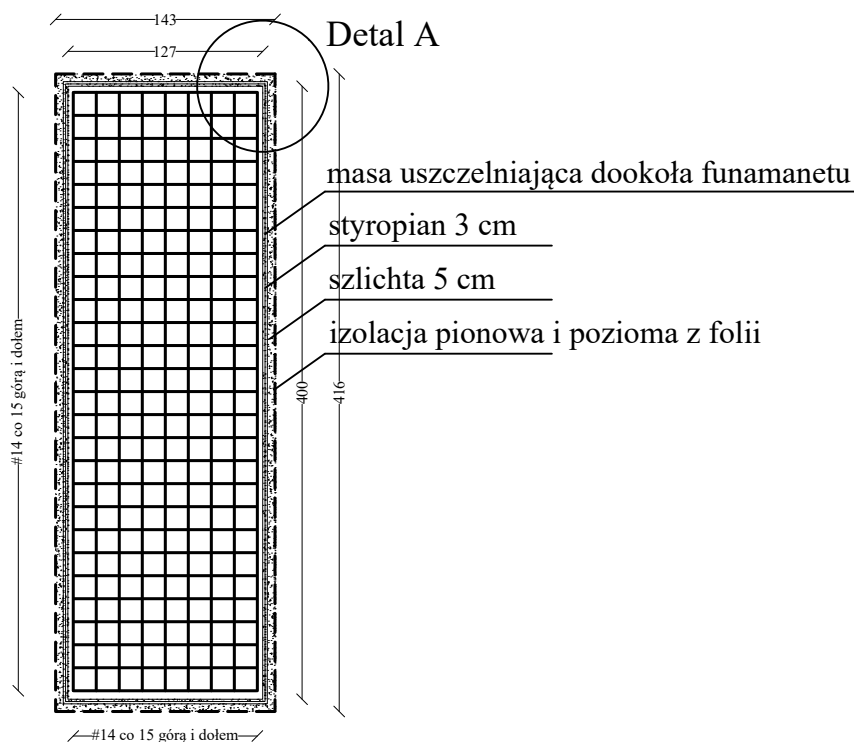 143
Detal A
127
masa uszczelniająca dookoła funamanetu
styropian 3 cm
szlichta 5 cm
izolacja pionowa i pozioma z folii
#14 co 15 górą i dołem
400
416
#14 co 15 górą i dołem